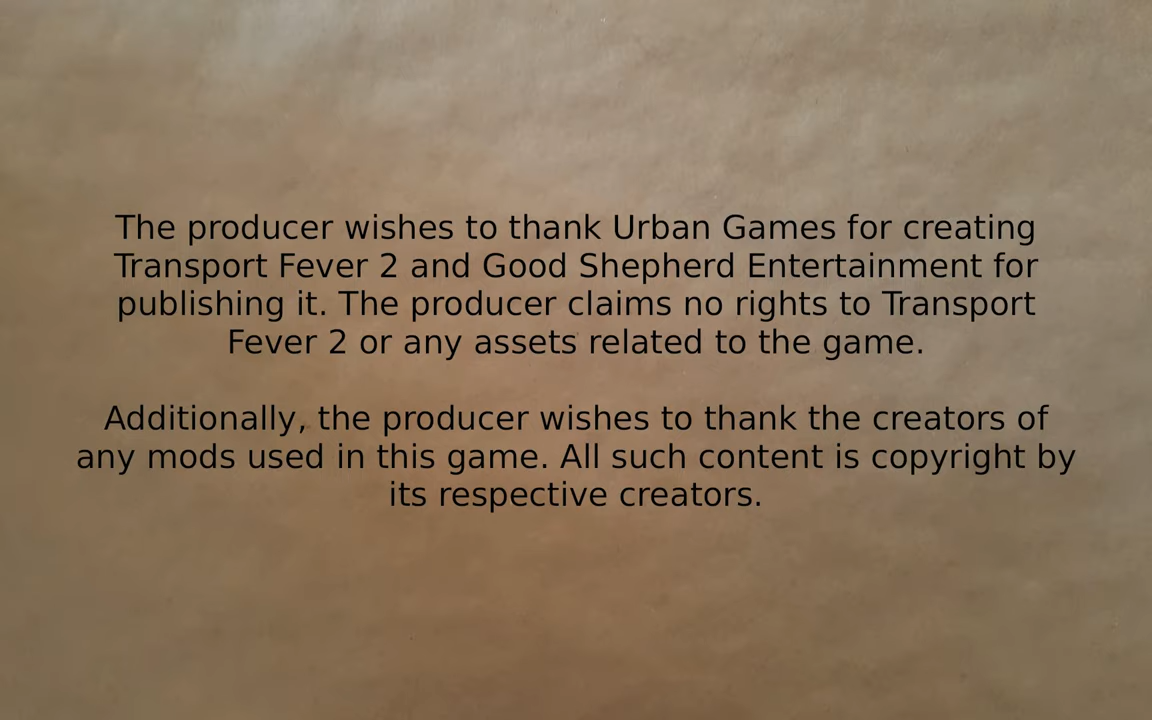 The producer wishes to thank Urban Games for creating
Transport Fever 2 and Good Shepherd Entertainment for
publishing it. The producer claims no rights to Transport
Fever 2 or any assets related to the game.
Additionally, the producer wishes to thank the creators of
any mods used in this game. All such content is copyright by
its respective creators.